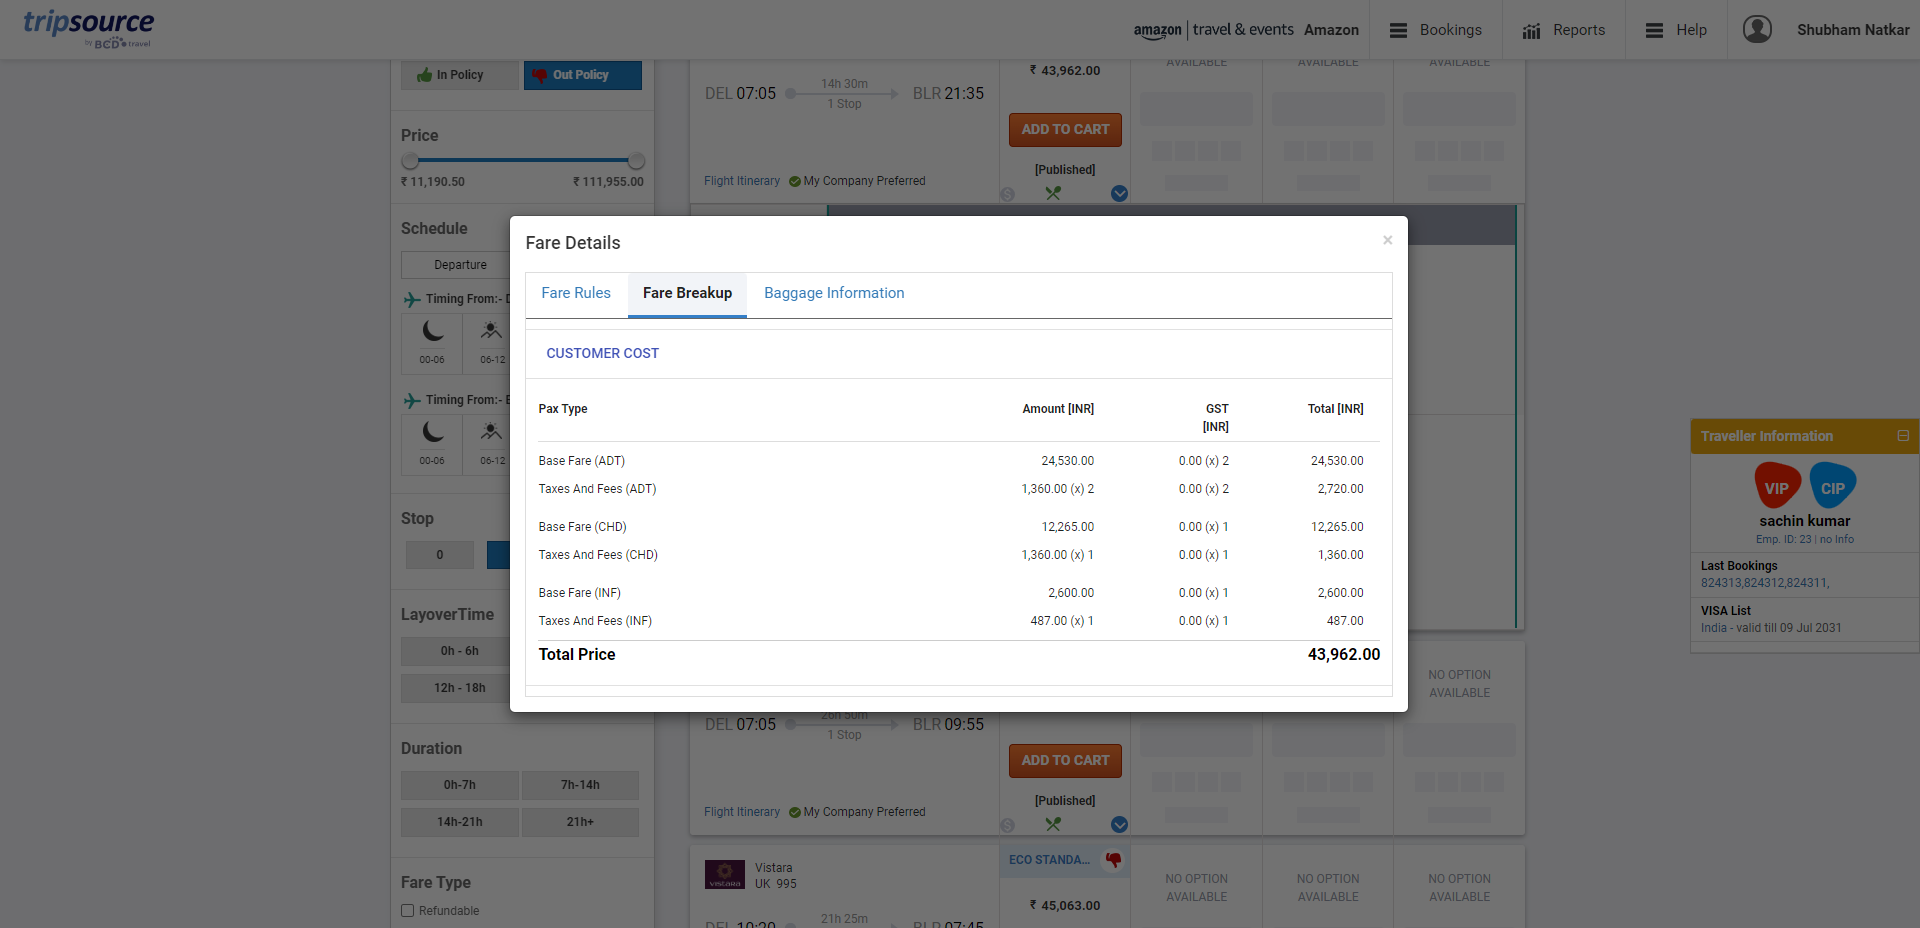 tripsource
by BCD travel
amazon | travel & events Amazon
Bookings
Reports
Help
Shubham Natkar
In Policy
Out Policy
Price
₹ 11,190.50
₹ 111,955.00
Schedule
Departure
Timing From:-
00-06
06-12
Timing From:-
00-06
06-12
Stop
0
LayoverTime
0h - 6h
12h - 18h
Duration
0h-7h
7h-14h
14h-21h
21h+
Fare Type
Refundable
DEL 07:05
14h 30m
1 Stop
BLR 21:35
Flight Itinerary
My Company Preferred
₹ 43,962.00
ADD TO CART
[Published]
AVAILABLE
AVAILABLE
AVAILABLE
Fare Details
×
Fare Rules
Fare Breakup
Baggage Information
CUSTOMER COST
Pax Type Amount [INR] GST [INR] Total [INR]
Base Fare (ADT) 24,530.00 0.00 (x) 2 24,530.00
Taxes And Fees (ADT) 1,360.00 (x) 2 0.00 (x) 2 2,720.00
Base Fare (CHD) 12,265.00 0.00 (x) 1 12,265.00
Taxes And Fees (CHD) 1,360.00 (x) 1 0.00 (x) 1 1,360.00
Base Fare (INF) 2,600.00 0.00 (x) 1 2,600.00
Taxes And Fees (INF) 487.00 (x) 1 0.00 (x) 1 487.00
Total Price 43,962.00
NO OPTION
AVAILABLE
DEL 07:05
26h 50m
1 Stop
BLR 09:55
ADD TO CART
[Published]
Flight Itinerary
My Company Preferred
VISTARA
Vistara
UK 995
ECO STANDA...
₹ 45,063.00
NO OPTION
AVAILABLE
NO OPTION
AVAILABLE
NO OPTION
AVAILABLE
DEL 10:20
21h 25m
BLR 07:45
Traveller Information
VIP
CIP
sachin kumar
Emp. ID: 23 | no Info
Last Bookings
824313,824312,824311,
VISA List
India - valid till 09 Jul 2031